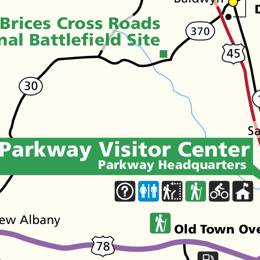 Baldwyn
Brices Cross Roads
nal Battlefield Site
370
45
30
Sa
Parkway Visitor Center
Parkway Headquarters
?
ew Albany
Old Town Ove
78